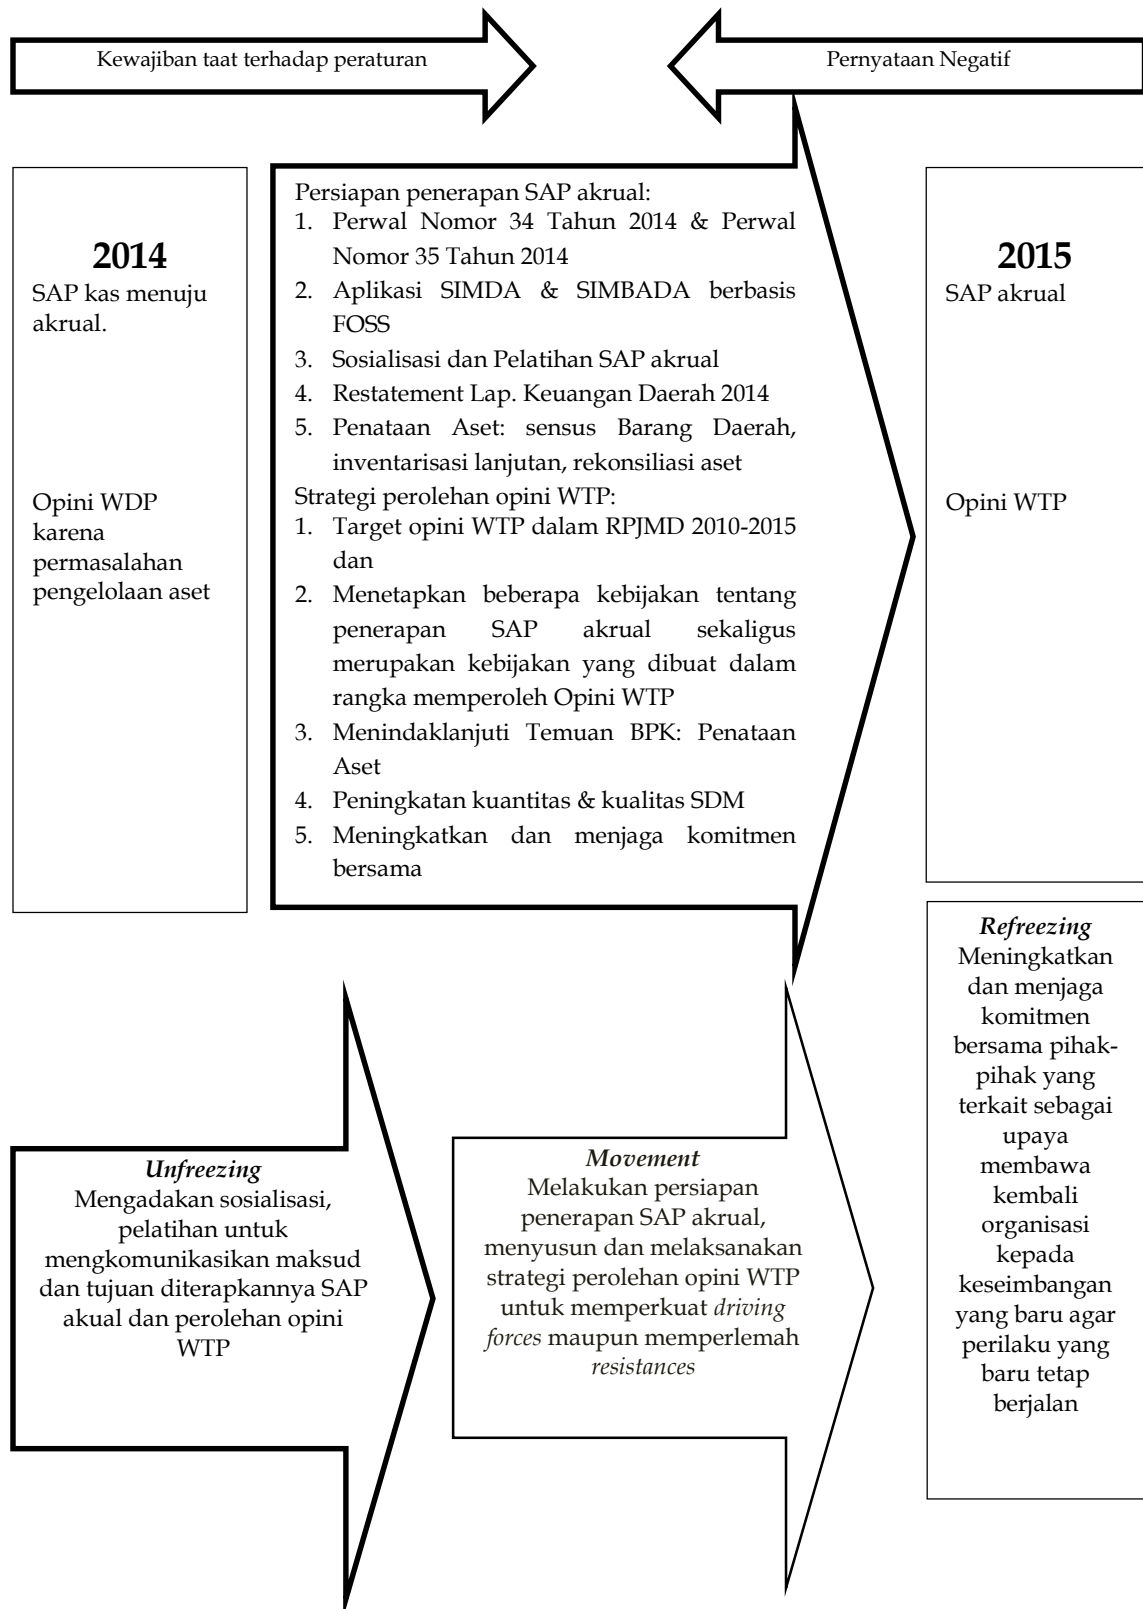 Kewajiban taat terhadap peraturan
Pernyataan Negatif
2014
SAP kas menuju
akrual.
Opini WDP
karena
permasalahan
pengelolaan aset
Persiapan penerapan SAP akrual:
1. Perwal Nomor 34 Tahun 2014 & Perwal
Nomor 35 Tahun 2014
2. Aplikasi SIMDA & SIMBADA berbasis
FOSS
3. Sosialisasi dan Pelatihan SAP akrual
4. Restatement Lap. Keuangan Daerah 2014
5. Penataan Aset: sensus Barang Daerah,
inventarisasi lanjutan, rekonsiliasi aset
Strategi perolehan opini WTP:
1. Target opini WTP dalam RPJMD 2010-2015
dan
2. Menetapkan beberapa kebijakan tentang
penerapan SAP akrual sekaligus
merupakan kebijakan yang dibuat dalam
rangka memperoleh Opini WTP
3. Menindaklanjuti Temuan BPK: Penataan
Aset
4. Peningkatan kuantitas & kualitas SDM
5. Meningkatkan dan menjaga komitmen
bersama
2015
SAP akrual
Opini WTP
Unfreezing
Mengadakan sosialisasi,
pelatihan untuk
mengkomunikasikan maksud
dan tujuan diterapkannya SAP
akual dan perolehan opini
WTP
Movement
Melakukan persiapan
penerapan SAP akrual,
menyusun dan melaksanakan
strategi perolehan opini WTP
untuk memperkuat driving
forces maupun memperlemah
resistances
Refreezing
Meningkatkan
dan menjaga
komitmen
bersama pihak-
pihak yang
terkait sebagai
upaya
membawa
kembali
organisasi
kepada
keseimbangan
yang baru agar
perilaku yang
baru tetap
berjalan